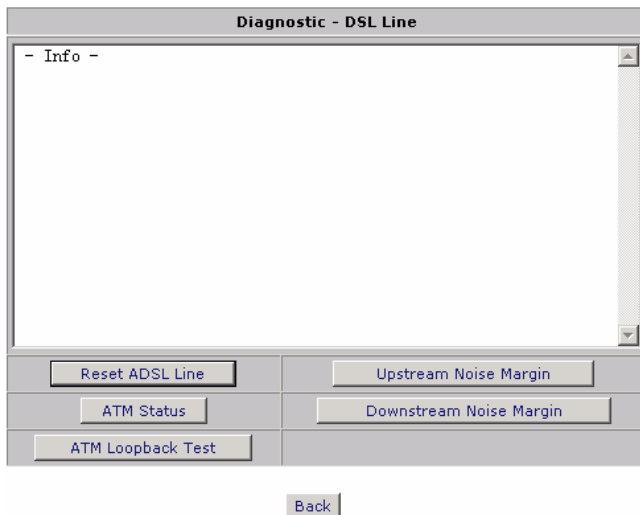 Diagnostic - DSL Line
- Info -
Reset ADSL Line
Upstream Noise Margin
ATM Status
Downstream Noise Margin
ATM Loopback Test
Back